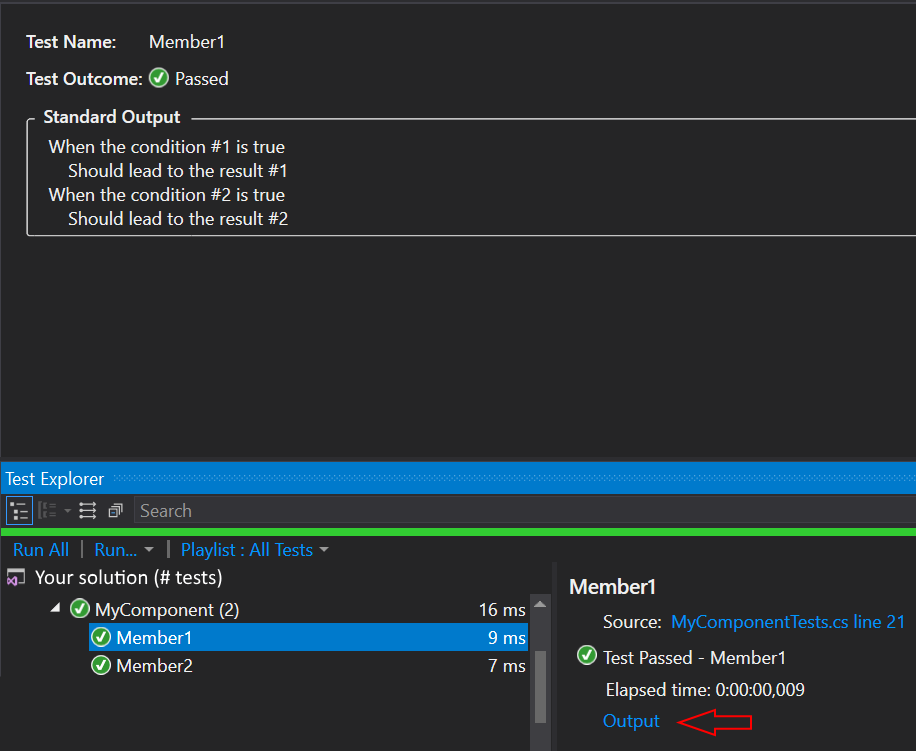 Test Name: Member1
Test Outcome: Passed
Standard Output
When the condition #1 is true
Should lead to the result #1
When the condition #2 is true
Should lead to the result #2
Test Explorer
Search
Run All | Run... | Playlist : All Tests
Your solution (# tests)
MyComponent (2) 16 ms
Member1 9 ms
Member2 7 ms
Member1
Source: MyComponentTests.cs line 21
Test Passed - Member1
Elapsed time: 0:00:00,009
Output